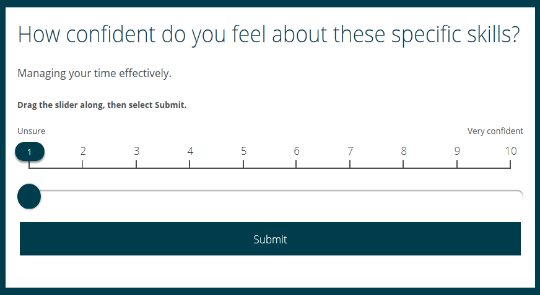 How confident do you feel about these specific skills?
Managing your time effectively.
Drag the slider along, then select Submit.
Unsure Very confident
1 2 3 4 5 6 7 8 9 10
Submit